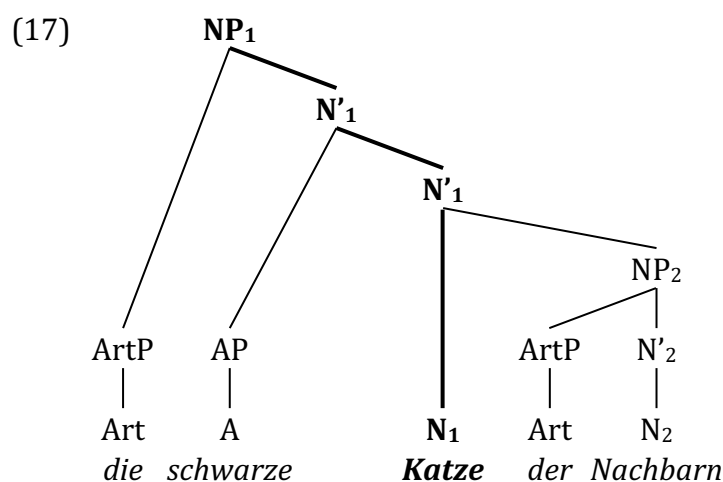 (17) NP1
N’1
N’1
NP2
ArtP AP ArtP N’2
Art A N1 Art N2
die schwarze Katze der Nachbarn